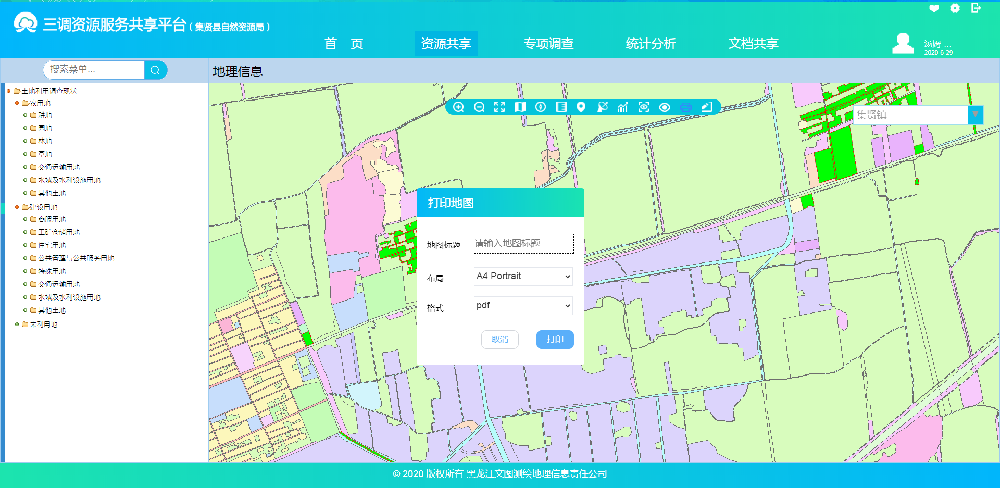 三调资源服务共享平台（集贤县自然资源局）
首 页
资源共享
专项调查
统计分析
文档共享
汤姆-...
2020-6-29
搜索菜单...
地理信息
土地利用调查现状
农用地
耕地
园地
林地
草地
交通运输用地
水域及水利设施用地
其他土地
建设用地
商服用地
工矿仓储用地
住宅用地
公共管理与公共服务用地
特殊用地
交通运输用地
水域及水利设施用地
其他土地
未利用地
集贤镇
打印地图
地图标题
请输入地图标题
布局
A4 Portrait
格式
pdf
取消
打印
© 2020 版权所有 黑龙江文图测绘地理信息责任公司